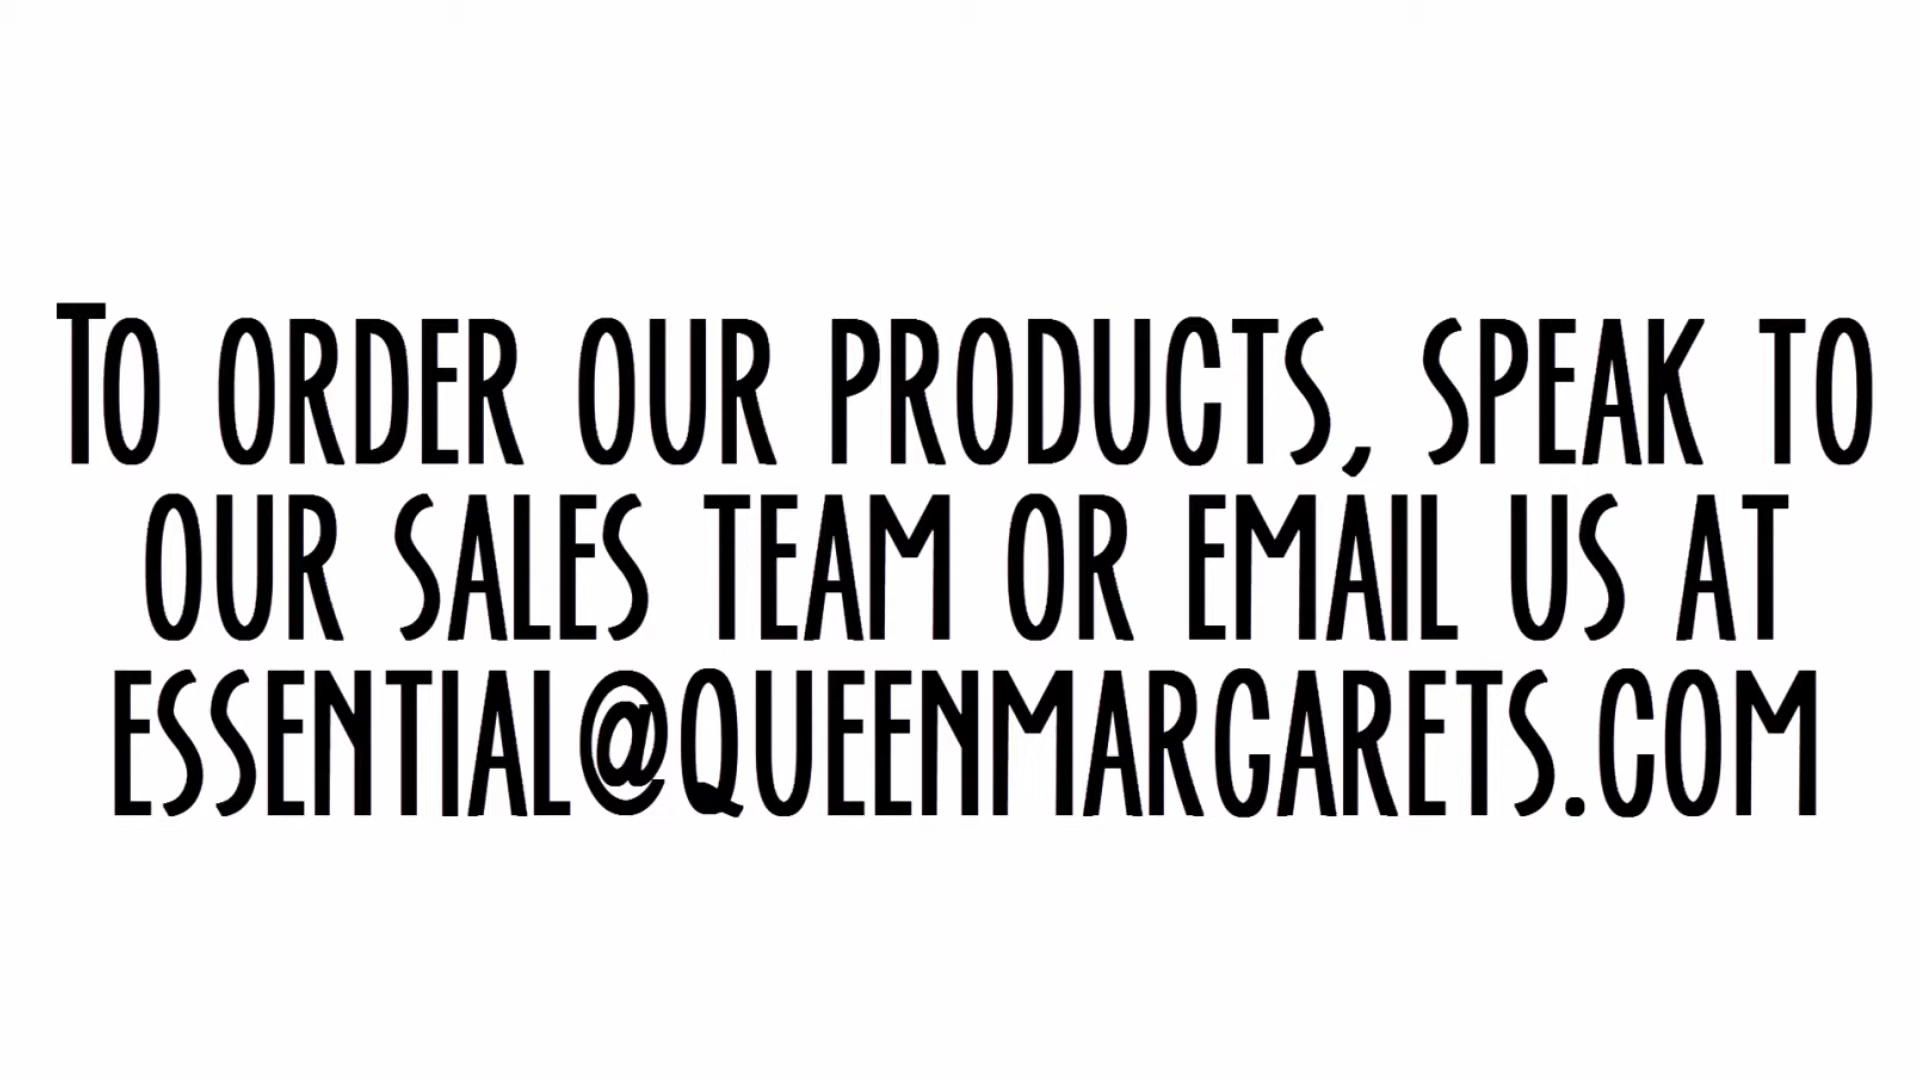 To order our products, speak to
our sales team or email us at
essential@queenmargarets.com